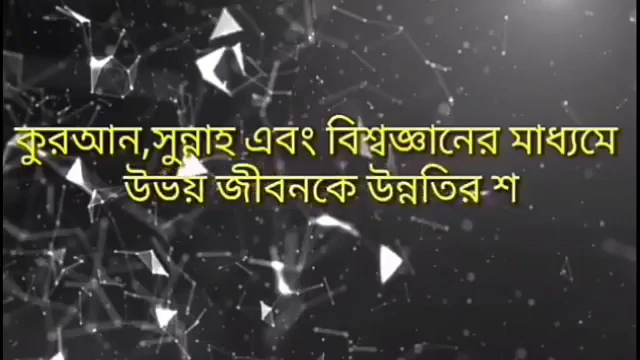 কুরআন,সুন্নাহ এবং বিশ্বজ্ঞানের মাধ্যমে
উভয় জীবনকে উন্নতির শ